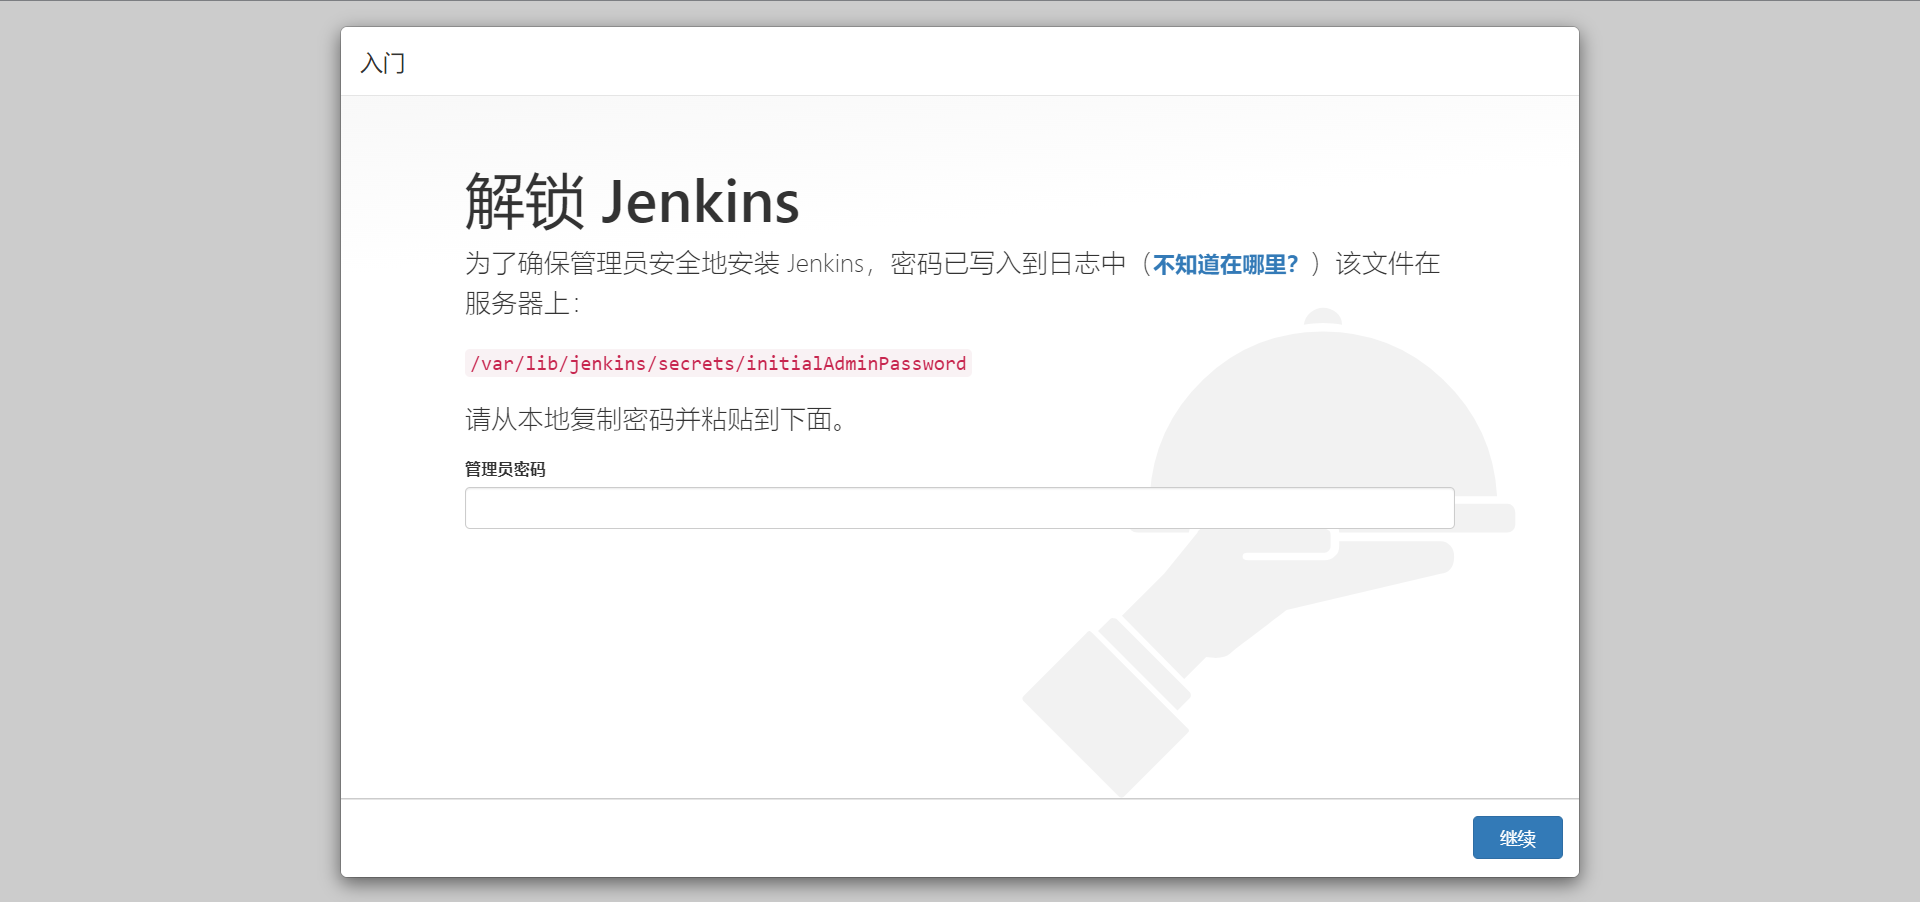 入门
解锁 Jenkins
为了确保管理员安全地安装 Jenkins，密码已写入到日志中（不知道在哪里？）该文件在
服务器上：
/var/lib/jenkins/secrets/initialAdminPassword
请从本地复制密码并粘贴到下面。
管理员密码
继续